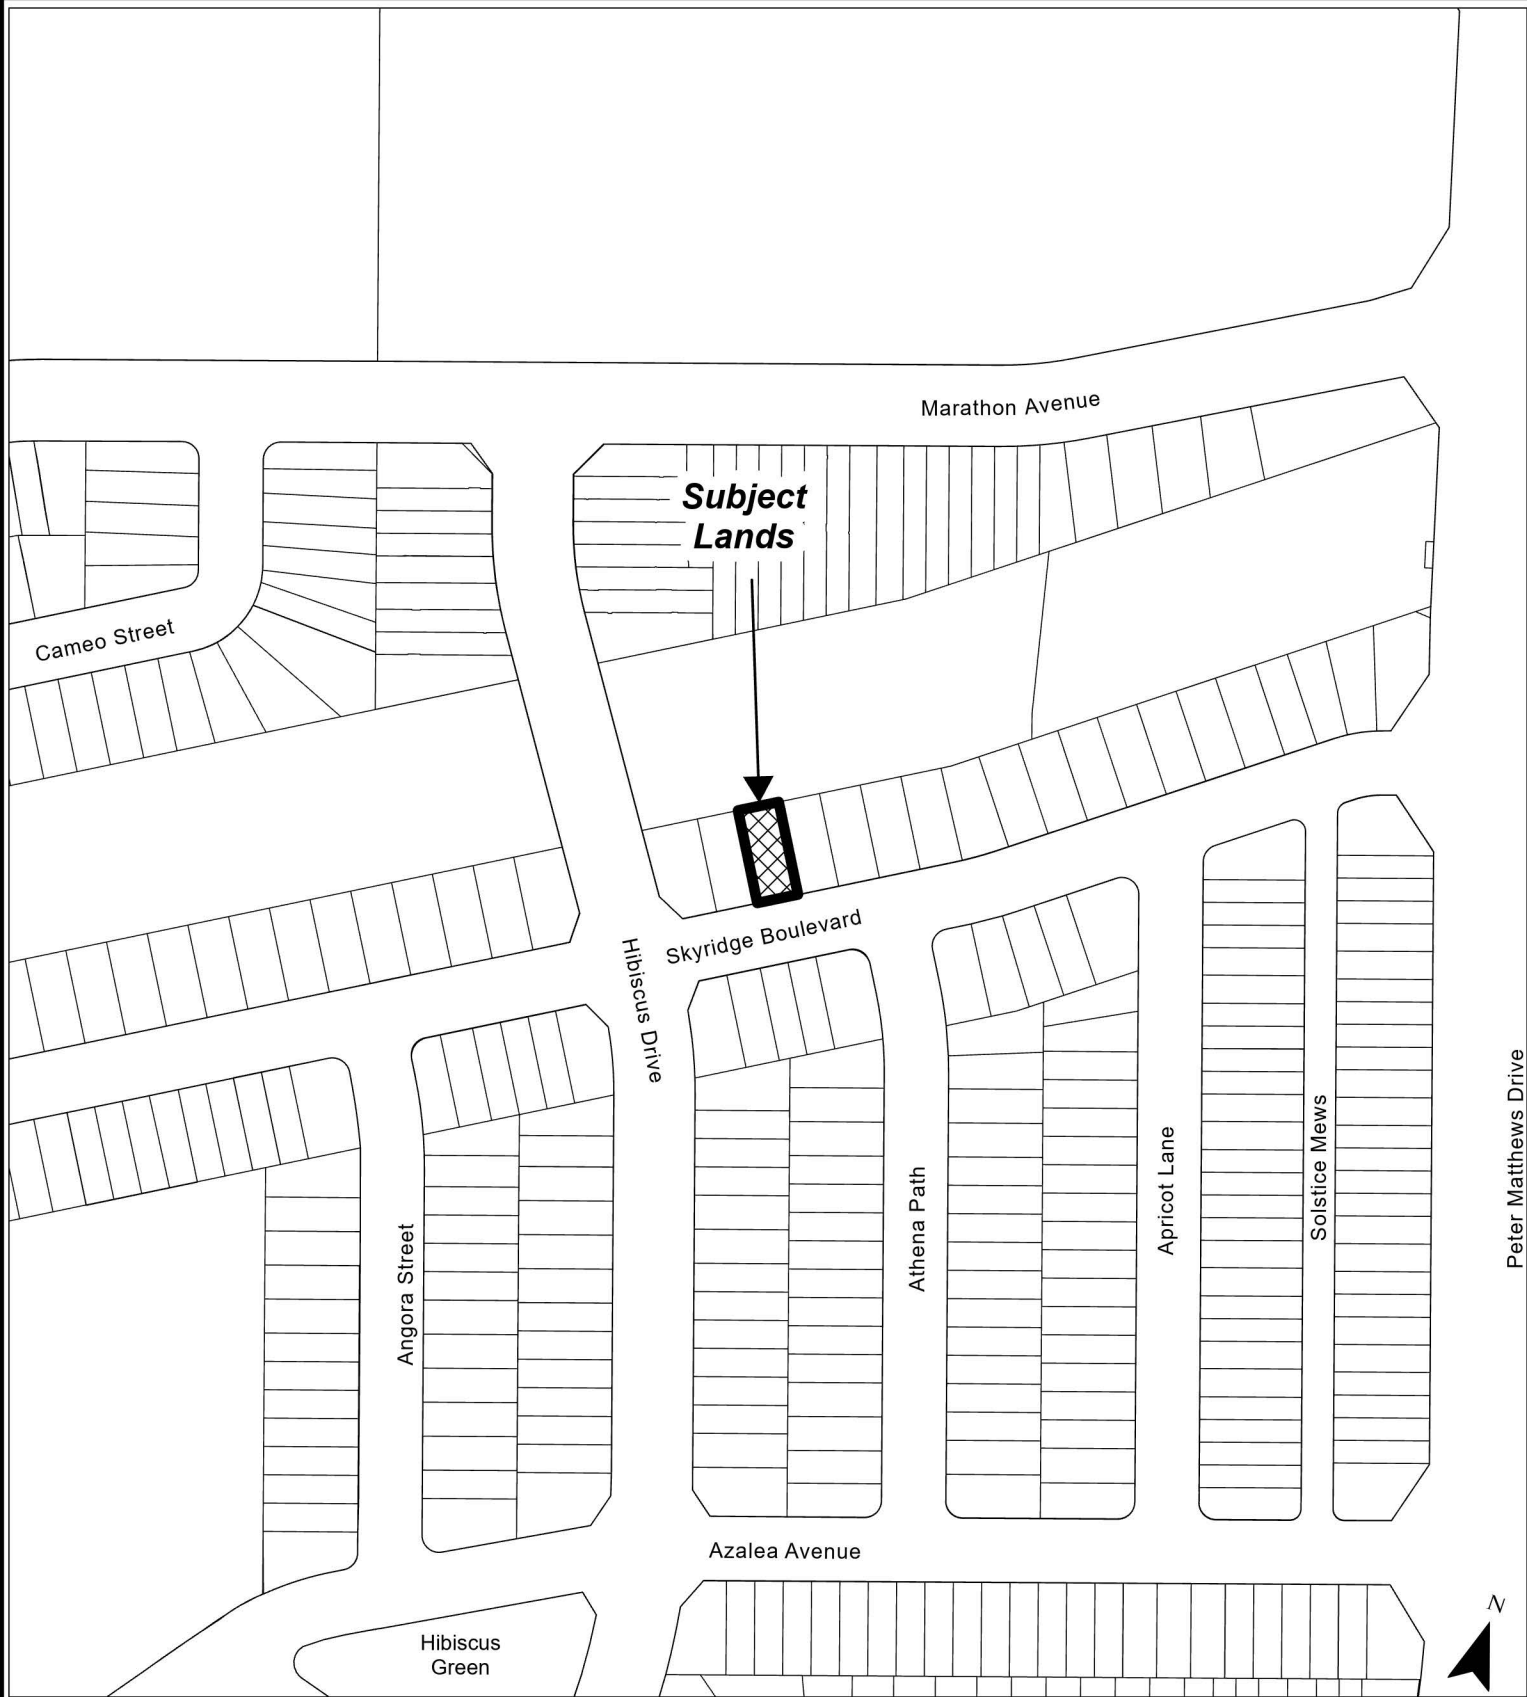 Marathon Avenue
Subject
Lands
Cameo Street
Skyridge Boulevard
Hibiscus Drive
Peter Matthews Drive
Solstice Mews
Apricot Lane
Athena Path
Angora Street
Azalea Avenue
N
Hibiscus
Green